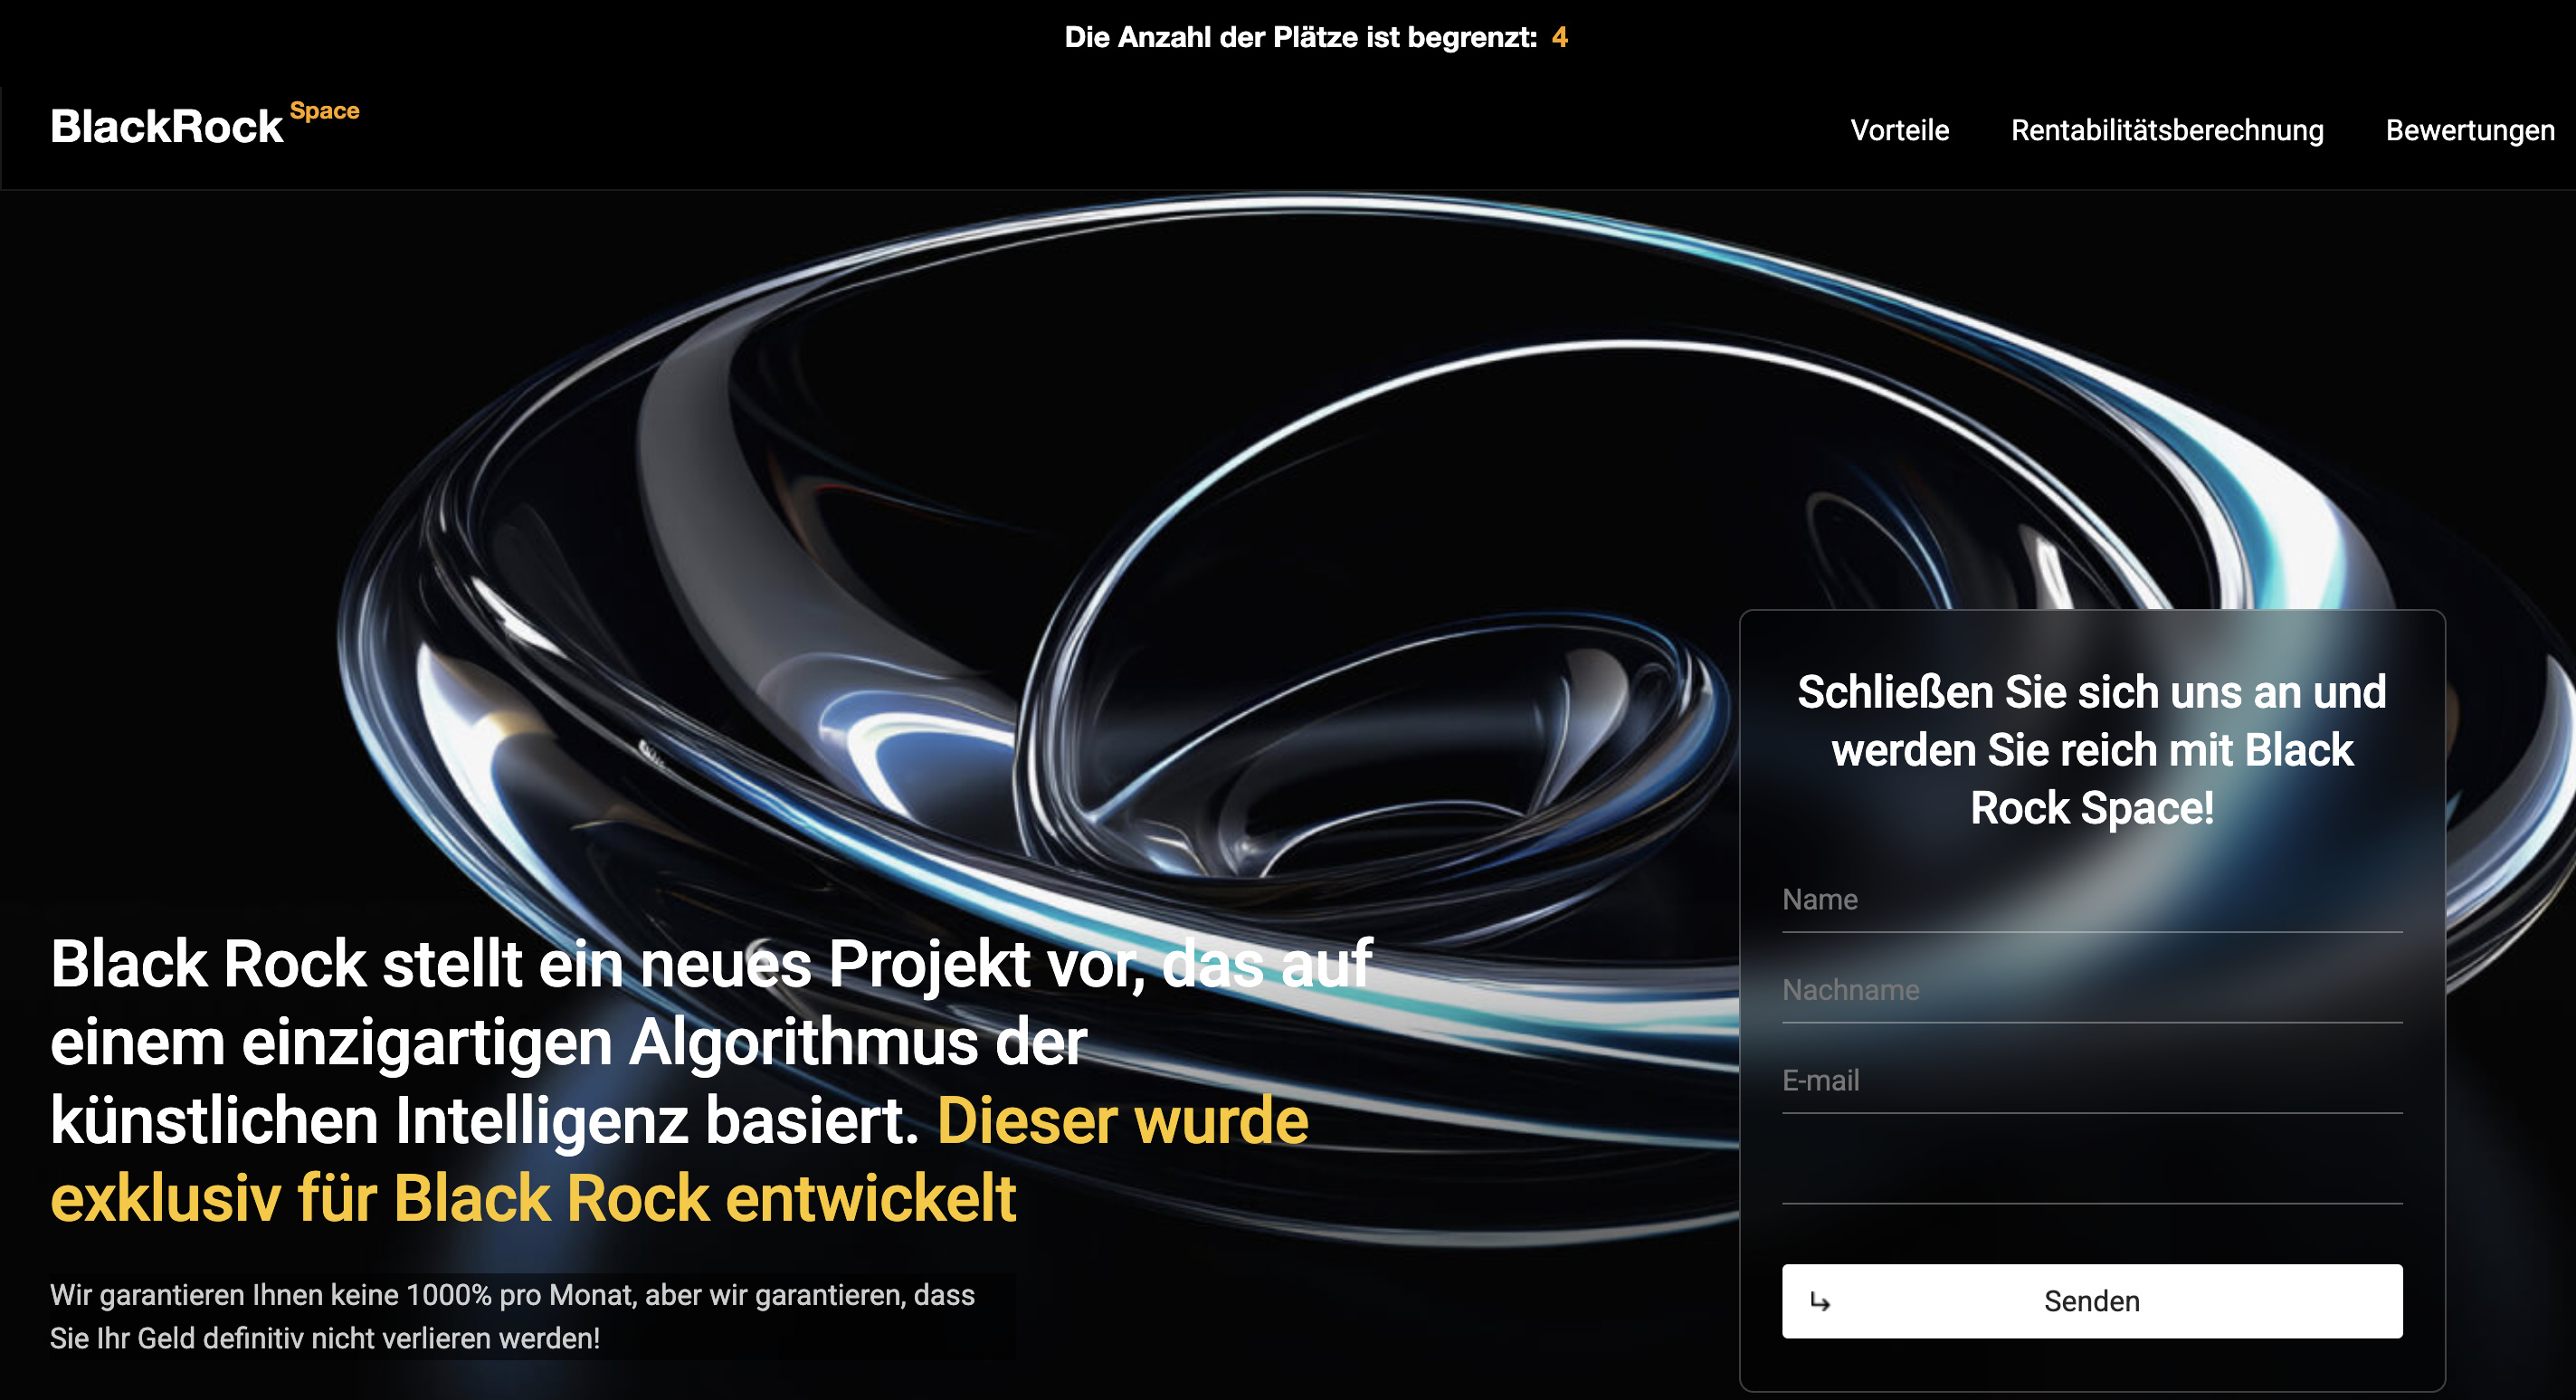 Die Anzahl der Plätze ist begrenzt: 4
BlackRock Space
Vorteile Rentabilitätsberechnung Bewertungen
Black Rock stellt ein neues Projekt vor, das auf
einem einzigartigen Algorithmus der
künstlichen Intelligenz basiert. Dieser wurde
exklusiv für Black Rock entwickelt
Wir garantieren Ihnen keine 1000% pro Monat, aber wir garantieren, dass
Sie Ihr Geld definitiv nicht verlieren werden!
Schließen Sie sich uns an und
werden Sie reich mit Black
Rock Space!
Name
Nachname
E-mail
Senden